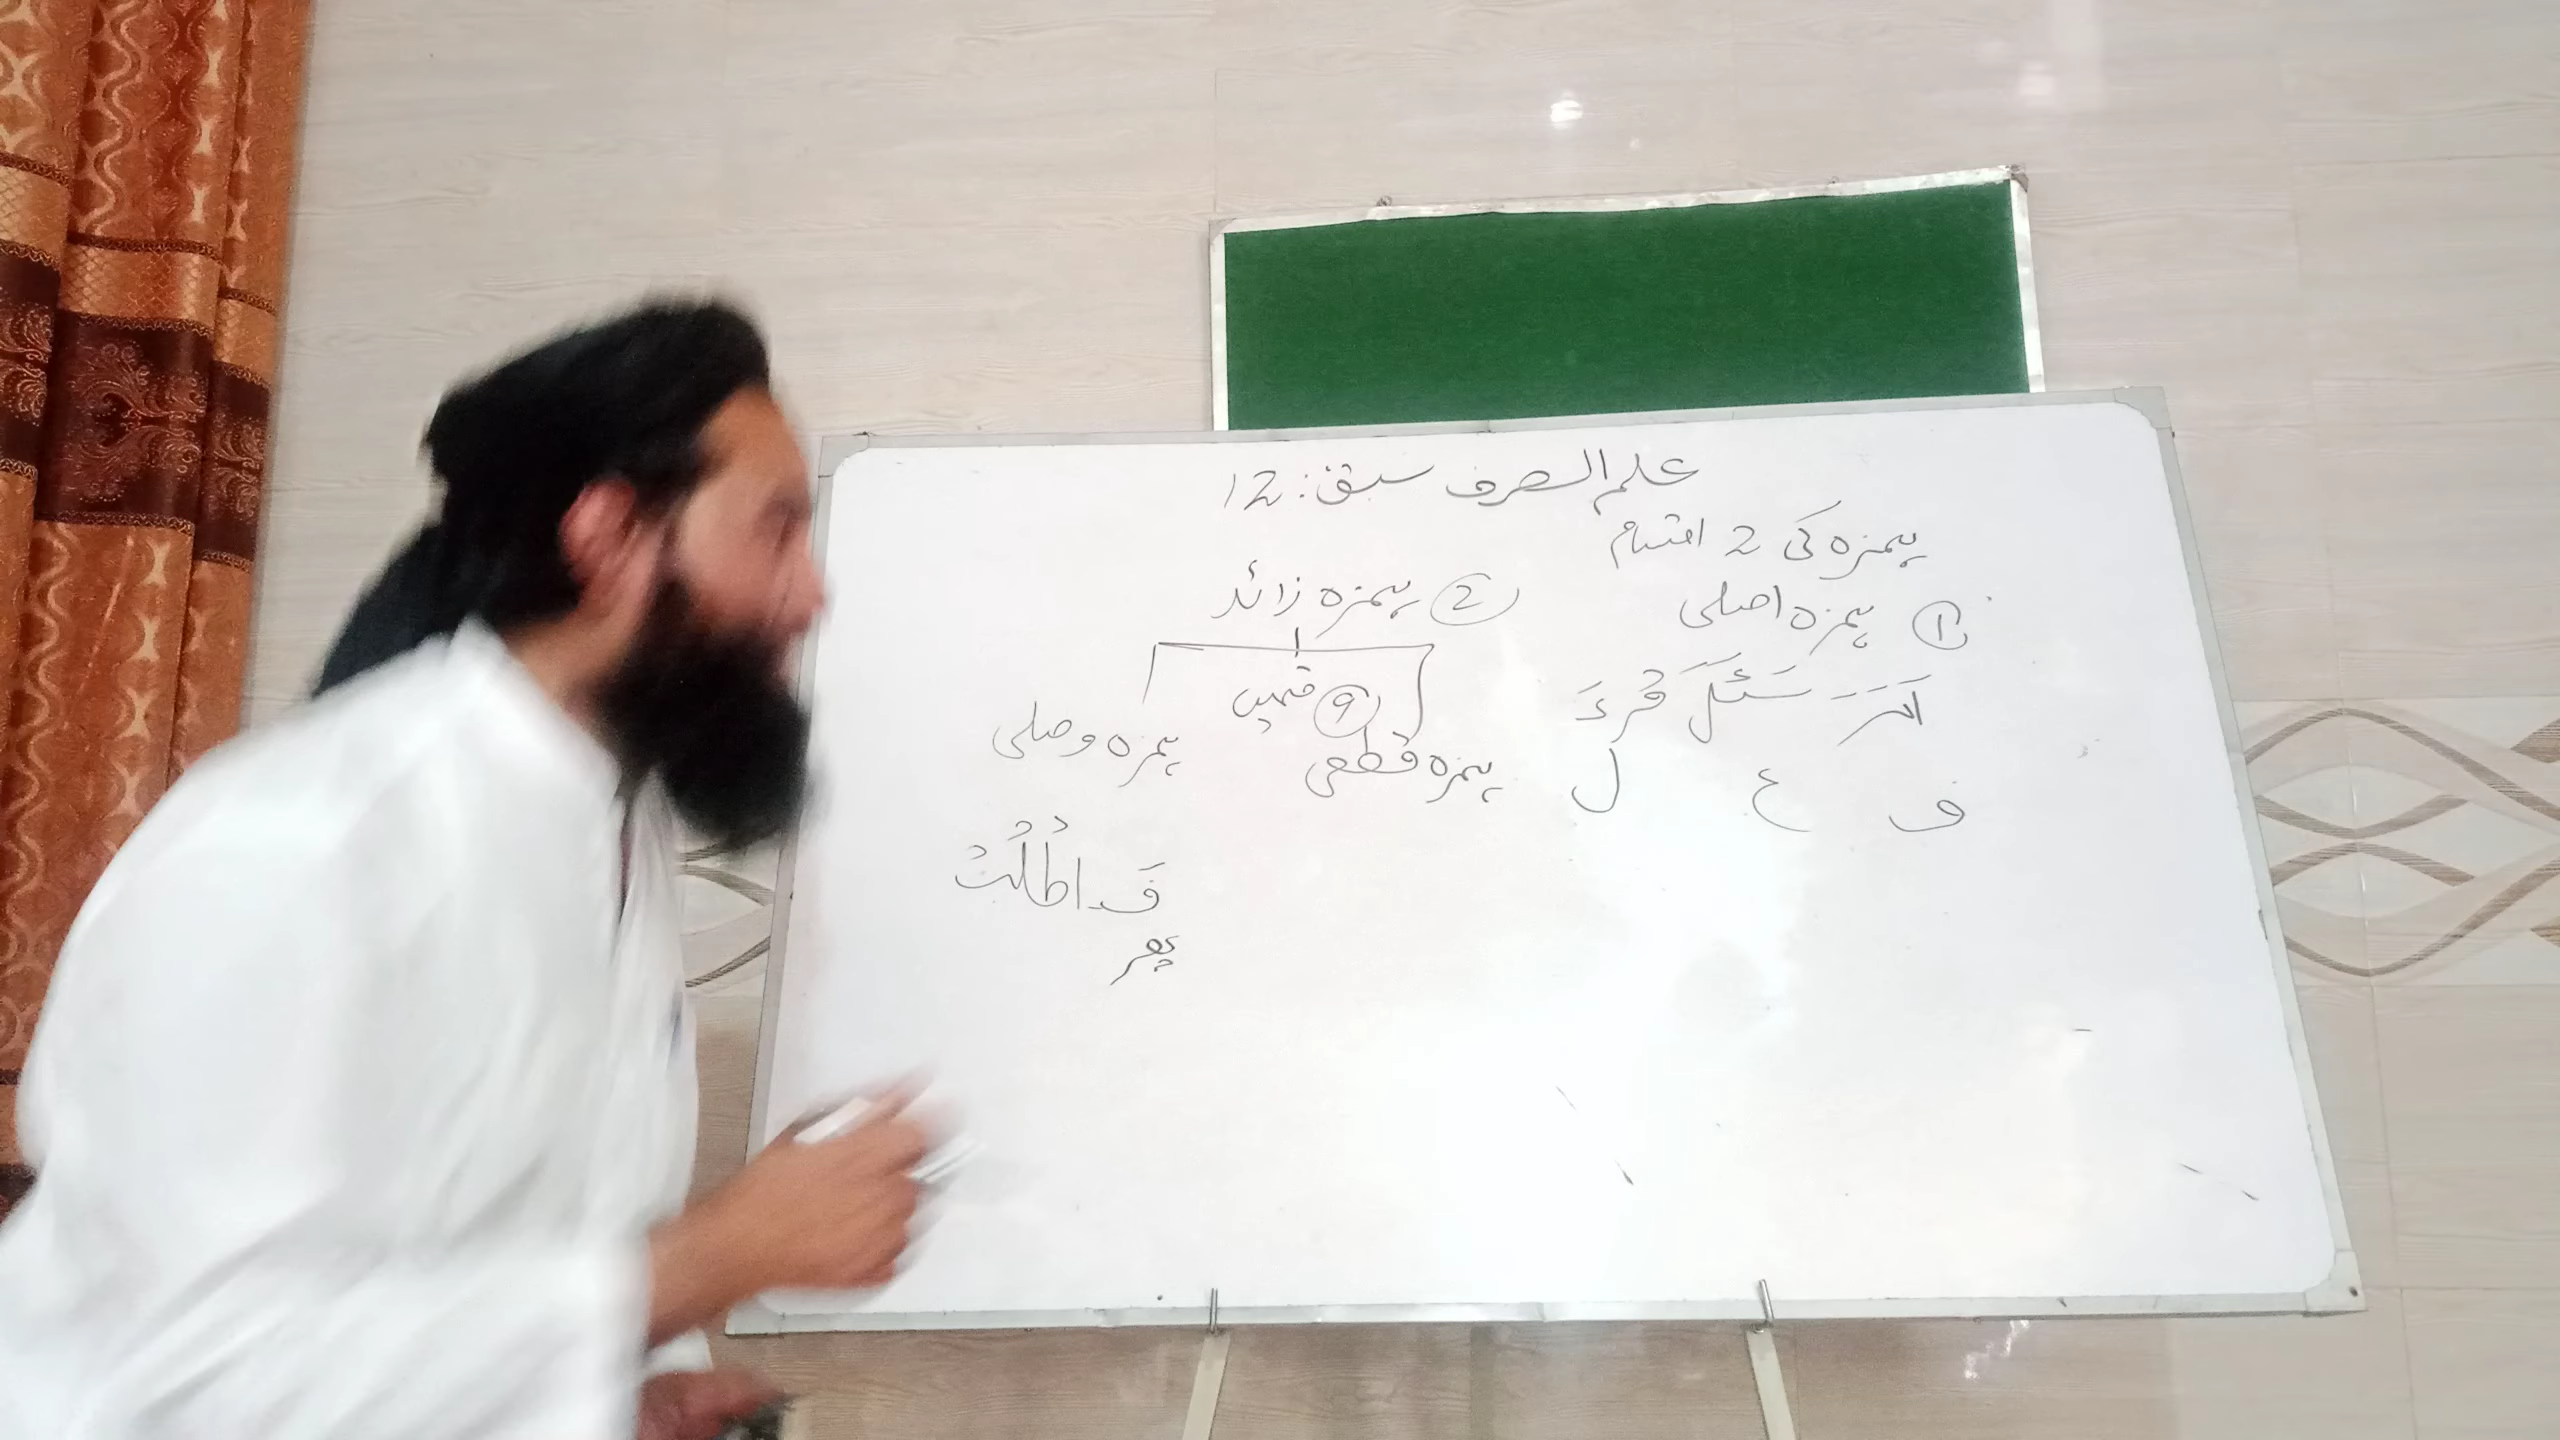 علم الصرف سبق: 12
ہمزہ کی 2 اقسام
① ہمزہ اصلی ② ہمزہ زائد
اَمَرَ سَئَلَ قُرِءَ
⑨ قسمیں
ف ع ل
ہمزہ قطعی ہمزہ وصلی
فَاطْلُبْ
پھر